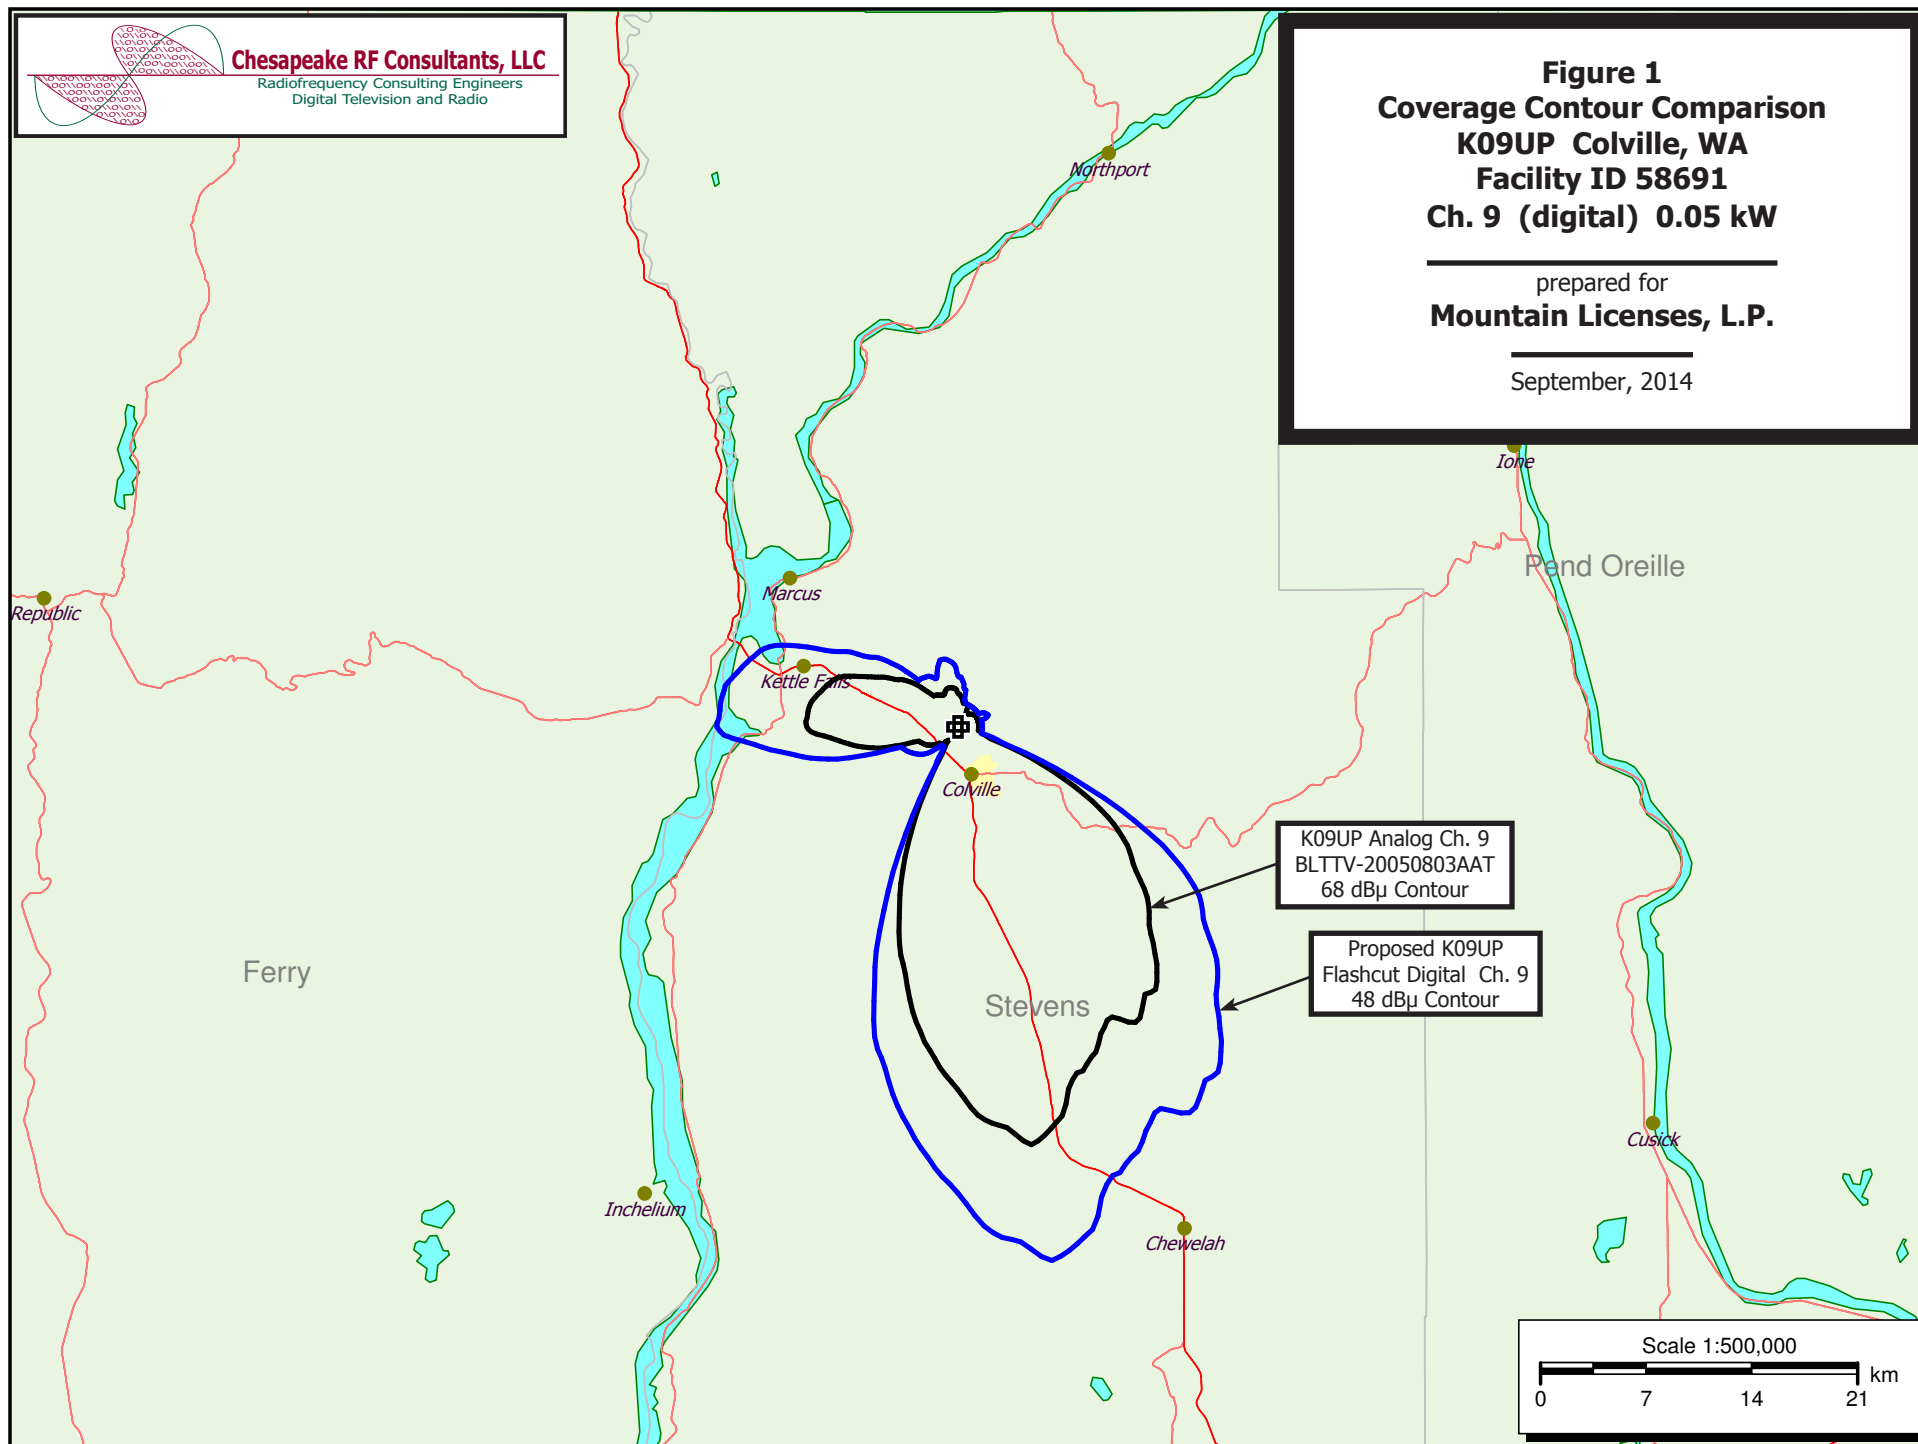 Chesapeake RF Consultants, LLC
Radiofrequency Consulting Engineers
Digital Television and Radio
Figure 1
Coverage Contour Comparison
K09UP Colville, WA
Facility ID 58691
Ch. 9 (digital) 0.05 kW
prepared for
Mountain Licenses, L.P.
September, 2014
Northport
Ione
Pend Oreille
Marcus
Republic
Kettle Falls
Colville
K09UP Analog Ch. 9
BLTTV-20050803AAT
68 dBµ Contour
Proposed K09UP
Flashcut Digital Ch. 9
48 dBµ Contour
Ferry
Stevens
Cusick
Inchelium
Chewelah
Scale 1:500,000
km
0 7 14 21